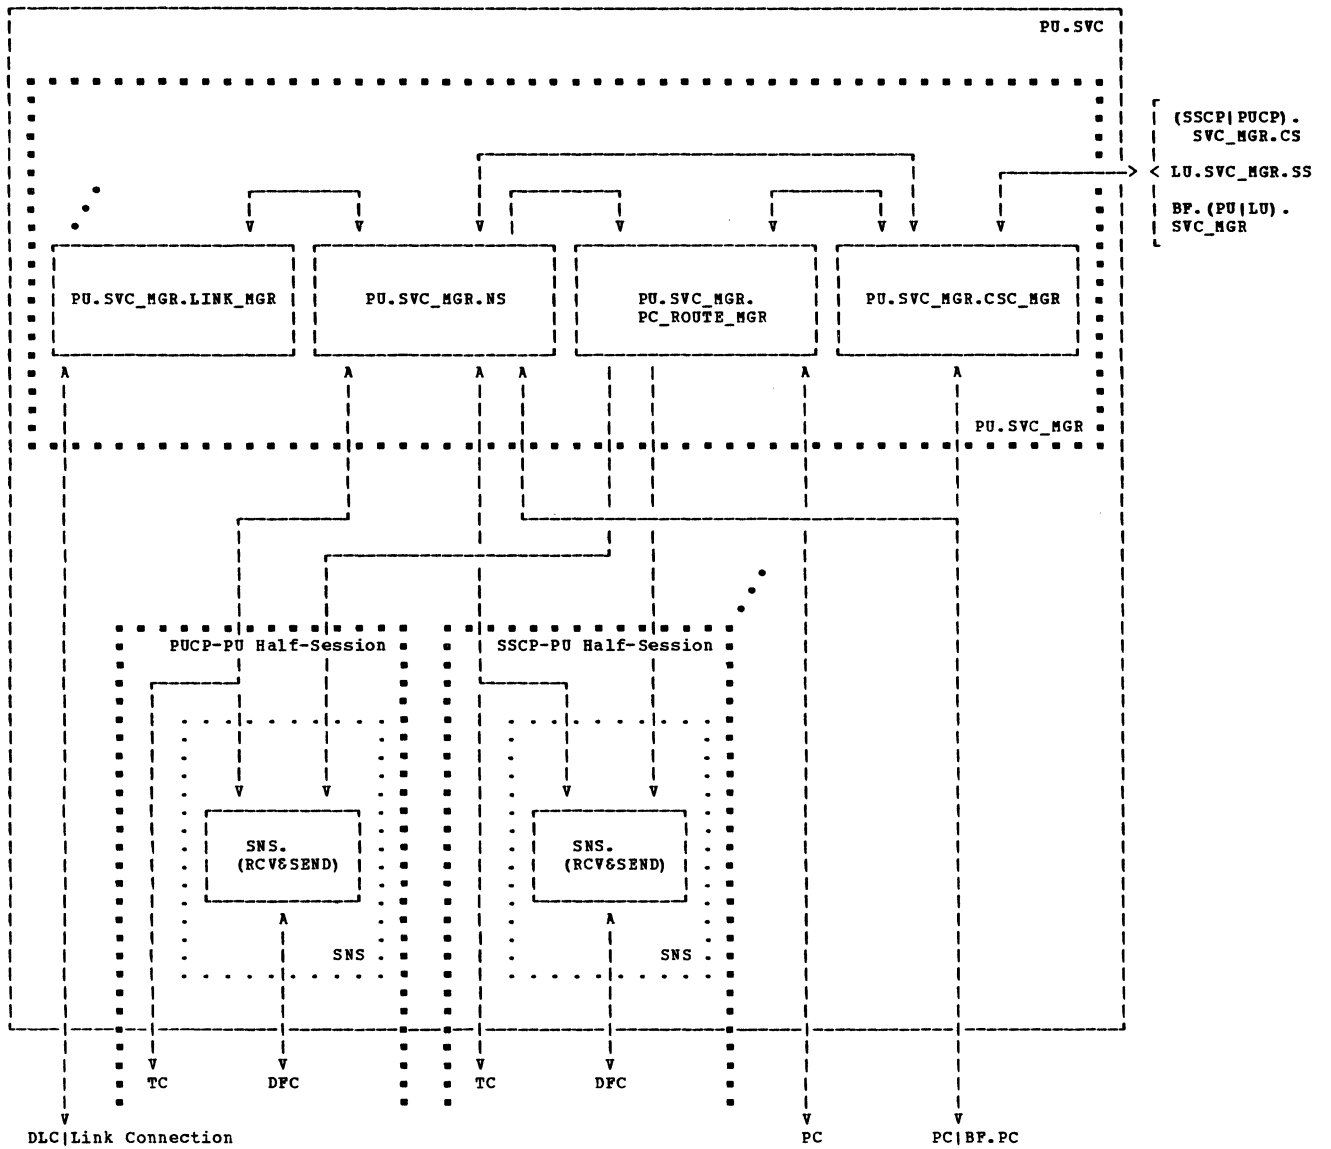 PU.SVC
(SSCP|PUCP).
SVC_MGR.CS
LU.SVC_MGR.SS
BF.(PU|LU).
SVC_MGR
PU.SVC_MGR.LINK_MGR
PU.SVC_MGR.NS
PU.SVC_MGR.
PC_ROUTE_MGR
PU.SVC_MGR.CSC_MGR
PU.SVC_MGR
PUCP-PU Half-Session
SSCP-PU Half-Session
SNS.
(RCV&SEND)
SNS.
(RCV&SEND)
SNS
SNS
TC
DFC
TC
DFC
DLC|Link Connection
PC
PC|BF.PC